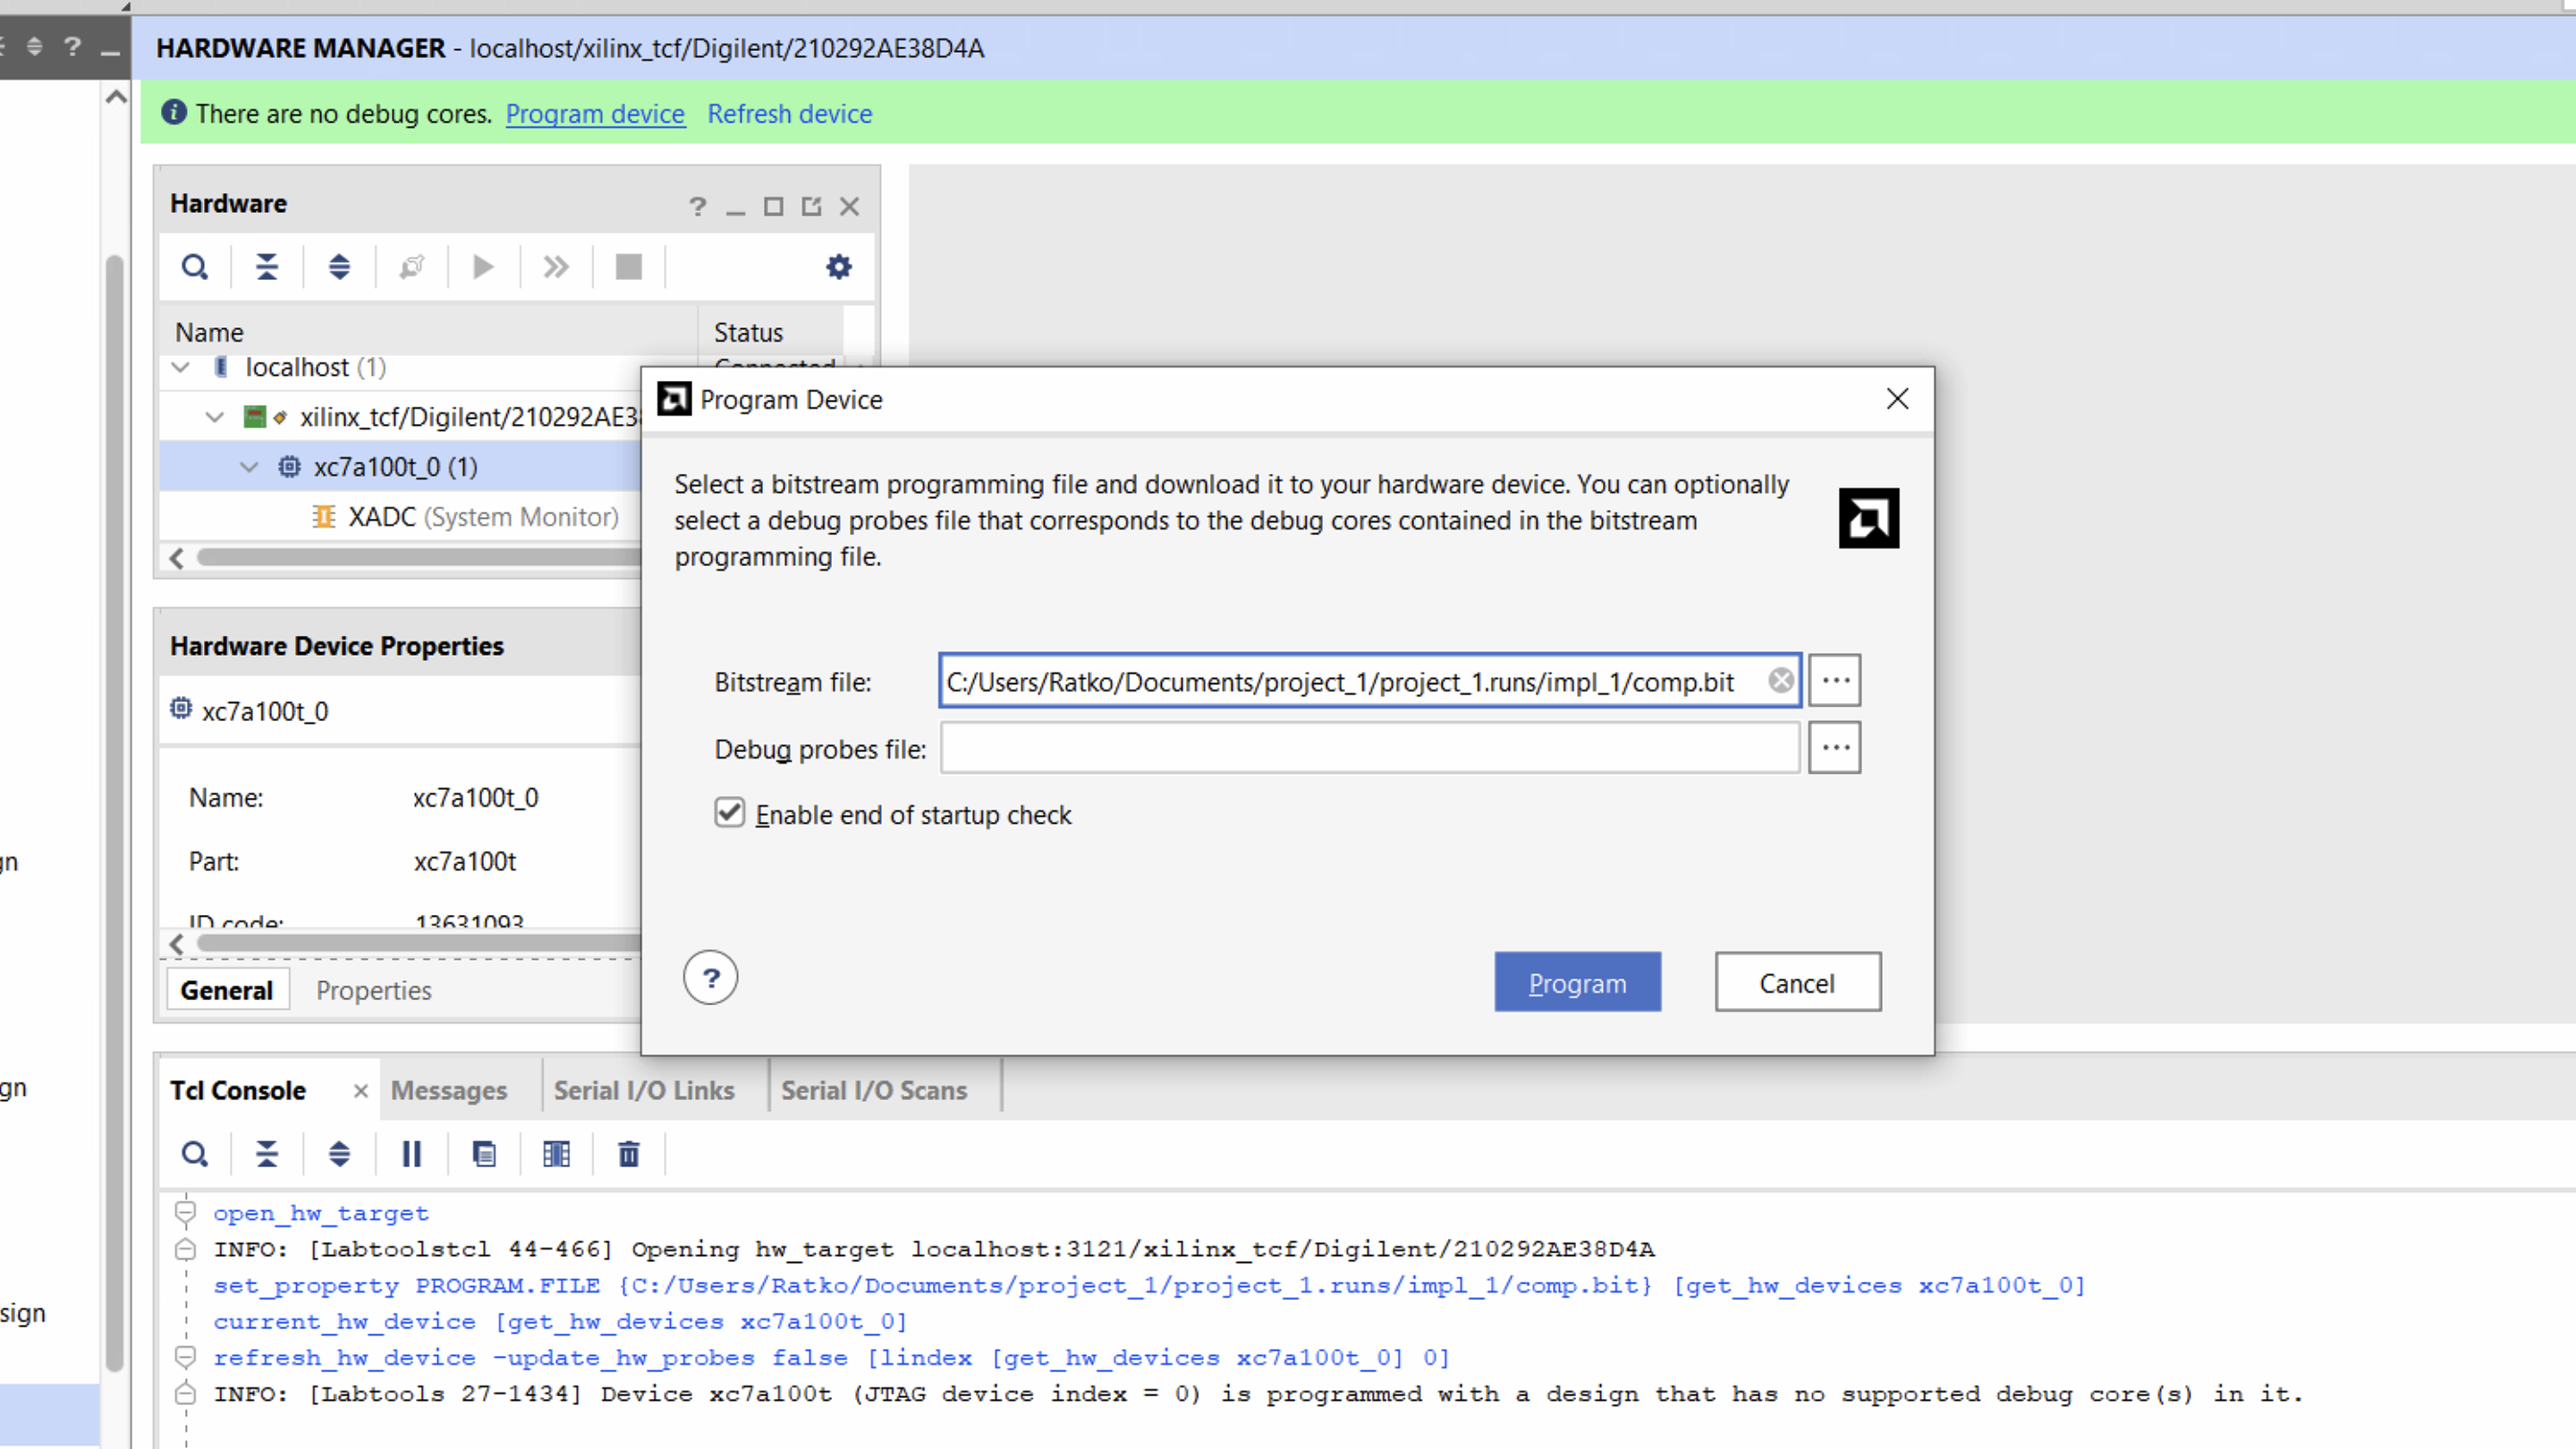 HARDWARE MANAGER - localhost/xilinx_tcf/Digilent/210292AE38D4A
There are no debug cores. Program device Refresh device
Hardware
Name Status
localhost (1) Connected
xilinx_tcf/Digilent/210292AE38
xc7a100t_0 (1)
XADC (System Monitor)
Hardware Device Properties
xc7a100t_0
Name: xc7a100t_0
Part: xc7a100t
ID code: 13631093
General Properties
Program Device
Select a bitstream programming file and download it to your hardware device. You can optionally
select a debug probes file that corresponds to the debug cores contained in the bitstream
programming file.
Bitstream file: C:/Users/Ratko/Documents/project_1/project_1.runs/impl_1/comp.bit ...
Debug probes file: ...
Enable end of startup check
? Program Cancel
gn
gn
sign
Tcl Console Messages Serial I/O Links Serial I/O Scans
open_hw_target
INFO: [Labtoolstcl 44-466] Opening hw_target localhost:3121/xilinx_tcf/Digilent/210292AE38D4A
set_property PROGRAM.FILE {C:/Users/Ratko/Documents/project_1/project_1.runs/impl_1/comp.bit} [get_hw_devices xc7a100t_0]
current_hw_device [get_hw_devices xc7a100t_0]
refresh_hw_device -update_hw_probes false [lindex [get_hw_devices xc7a100t_0] 0]
INFO: [Labtools 27-1434] Device xc7a100t (JTAG device index = 0) is programmed with a design that has no supported debug core(s) in it.